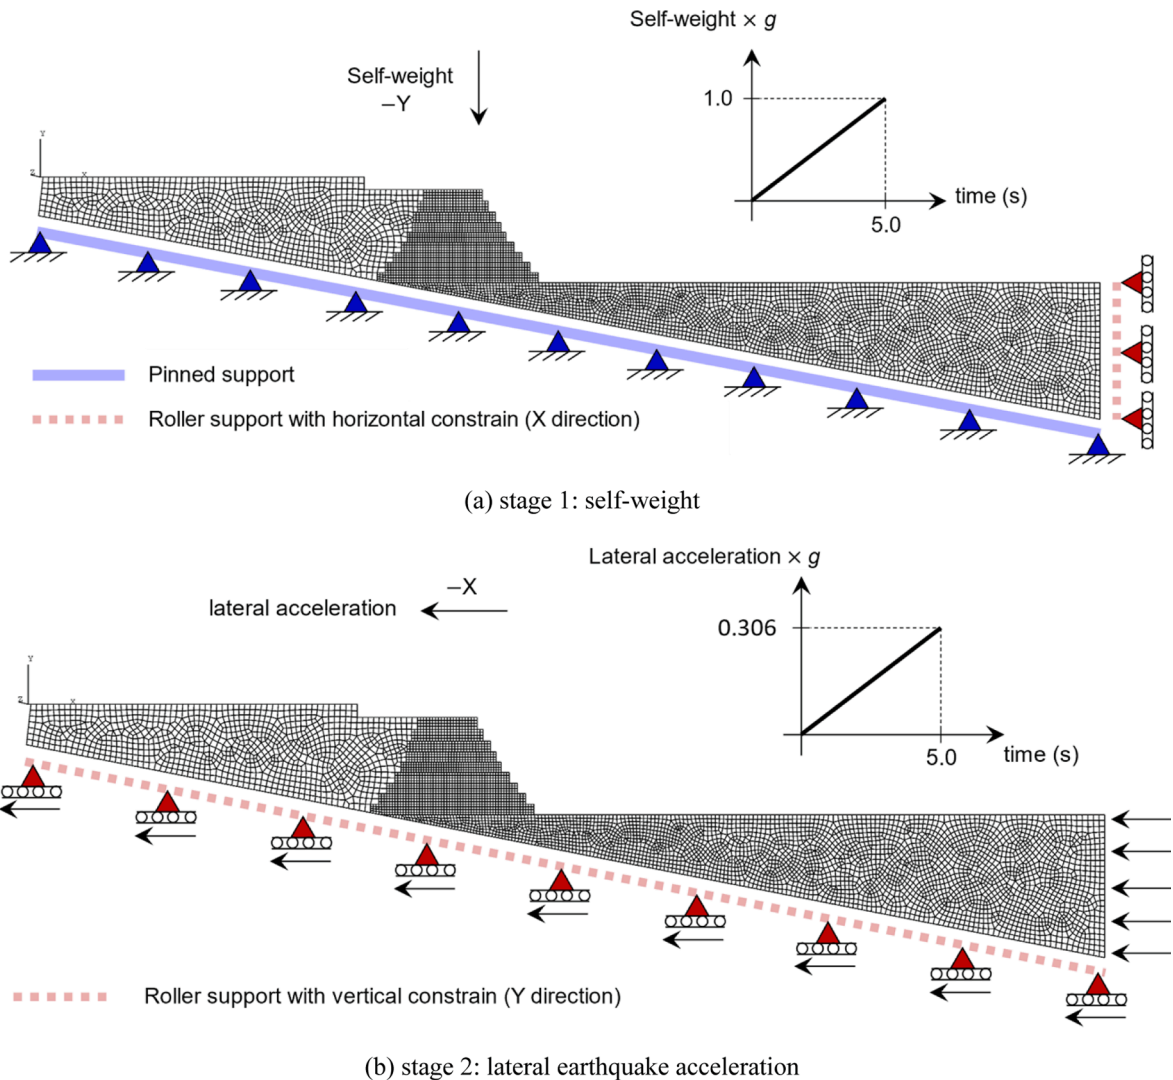 Self-weight × g
Self-weight
−Y
1.0
time (s)
5.0
Y
Z
X
Pinned support
Roller support with horizontal constrain (X direction)
(a) stage 1: self-weight
Lateral acceleration × g
−X
lateral acceleration
0.306
time (s)
5.0
Y
Z
X
Roller support with vertical constrain (Y direction)
(b) stage 2: lateral earthquake acceleration